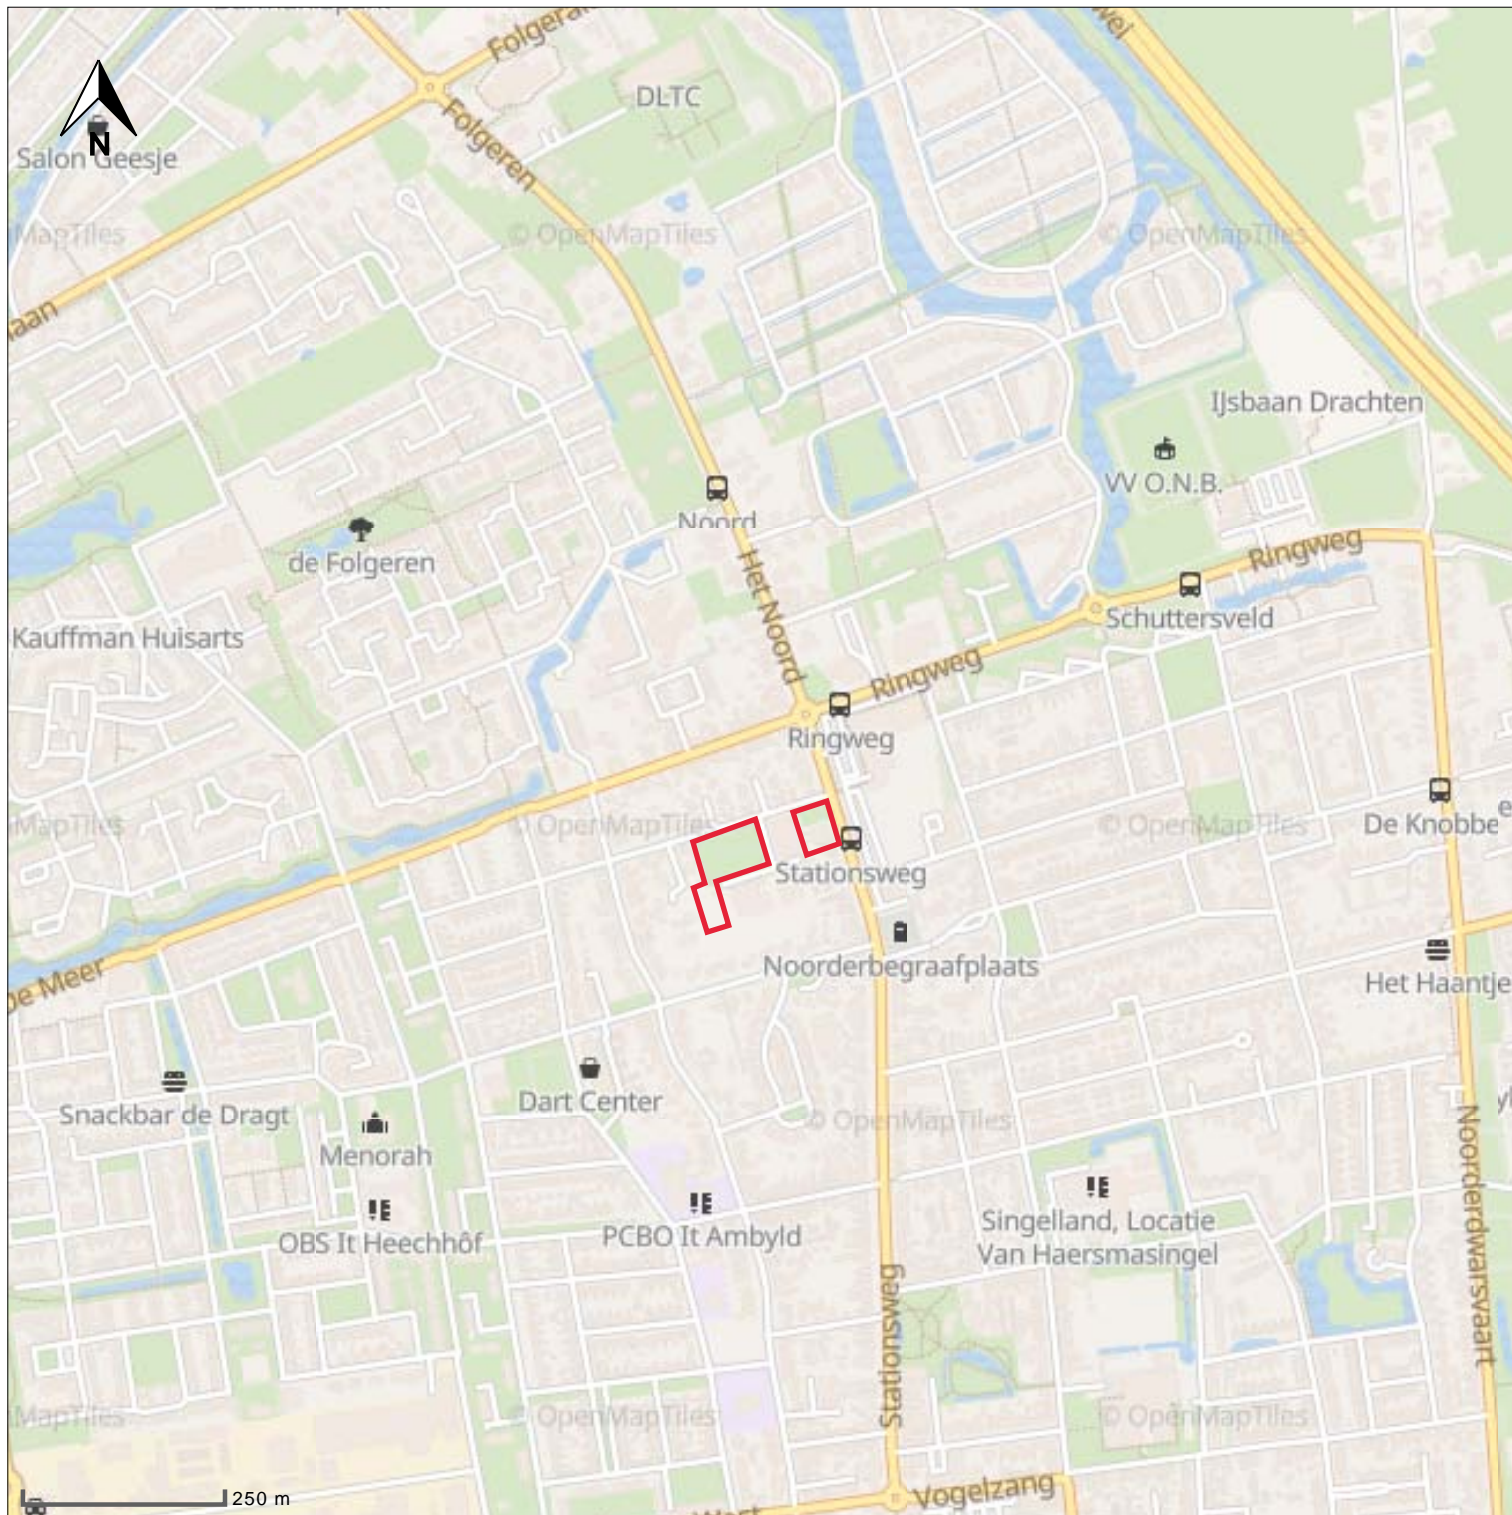 Folgeren
DLTC
N
Salon Geesje
MapTiles
© OpenMapTiles
© OpenMapTiles
aan
IJsbaan Drachten
VV O.N.B.
Noord
de Folgeren
Het Noord
Ringweg
Schuttersveld
Kauffman Huisarts
Ringweg
Ringweg
MapTiles
© OpenMapTiles
© OpenMapTiles
De Knobbe
Stationsweg
Noorderbegraafplaats
De Meer
Het Haantje
Snackbar de Dragt
Dart Center
© OpenMapTiles
Menorah
Noorderdwarsvaart
OBS It Heechhôf
PCBO It Ambyld
Singelland, Locatie
Van Haersmasingel
Stationsweg
MapTiles
© OpenMapTiles
© OpenMapTiles
250 m
Vogelzang